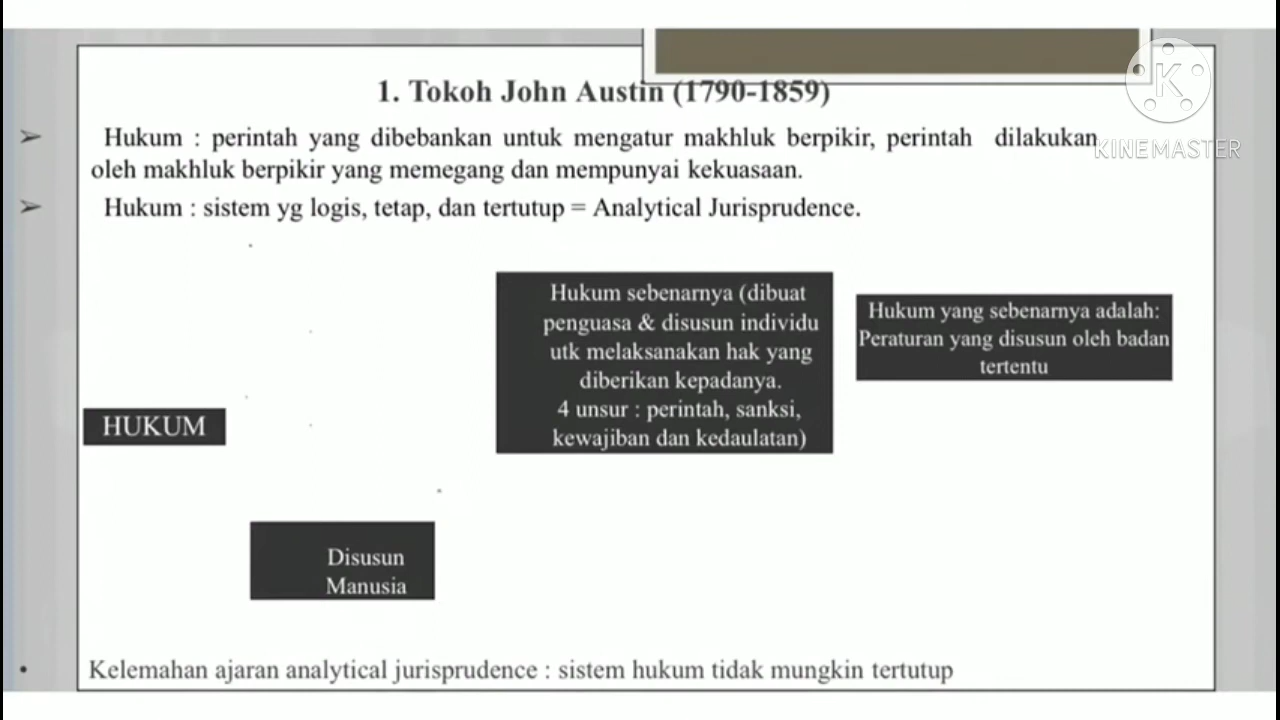 1. Tokoh John Austin (1790-1859)
➢ Hukum : perintah yang dibebankan untuk mengatur makhluk berpikir, perintah dilakukan
oleh makhluk berpikir yang memegang dan mempunyai kekuasaan.
➢ Hukum : sistem yg logis, tetap, dan tertutup = Analytical Jurisprudence.
HUKUM
Disusun
Manusia
Hukum sebenarnya (dibuat
penguasa & disusun individu
utk melaksanakan hak yang
diberikan kepadanya.
4 unsur : perintah, sanksi,
kewajiban dan kedaulatan)
Hukum yang sebenarnya adalah:
Peraturan yang disusun oleh badan
tertentu
• Kelemahan ajaran analytical jurisprudence : sistem hukum tidak mungkin tertutup
K
KINEMASTER